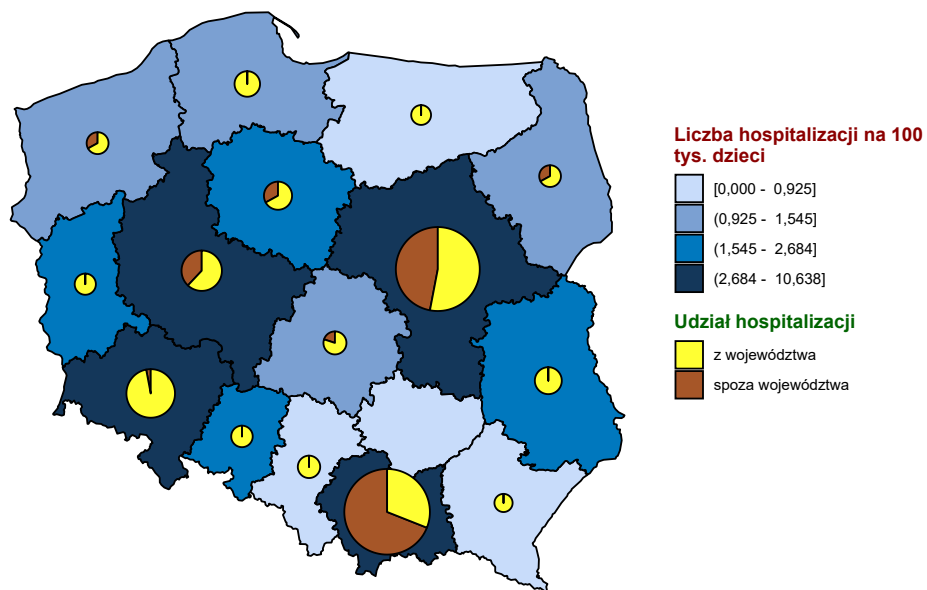 Liczba hospitalizacji na 100
tys. dzieci
[0,000 - 0,925]
(0,925 - 1,545]
(1,545 - 2,684]
(2,684 - 10,638]
Udział hospitalizacji
z województwa
spoza województwa